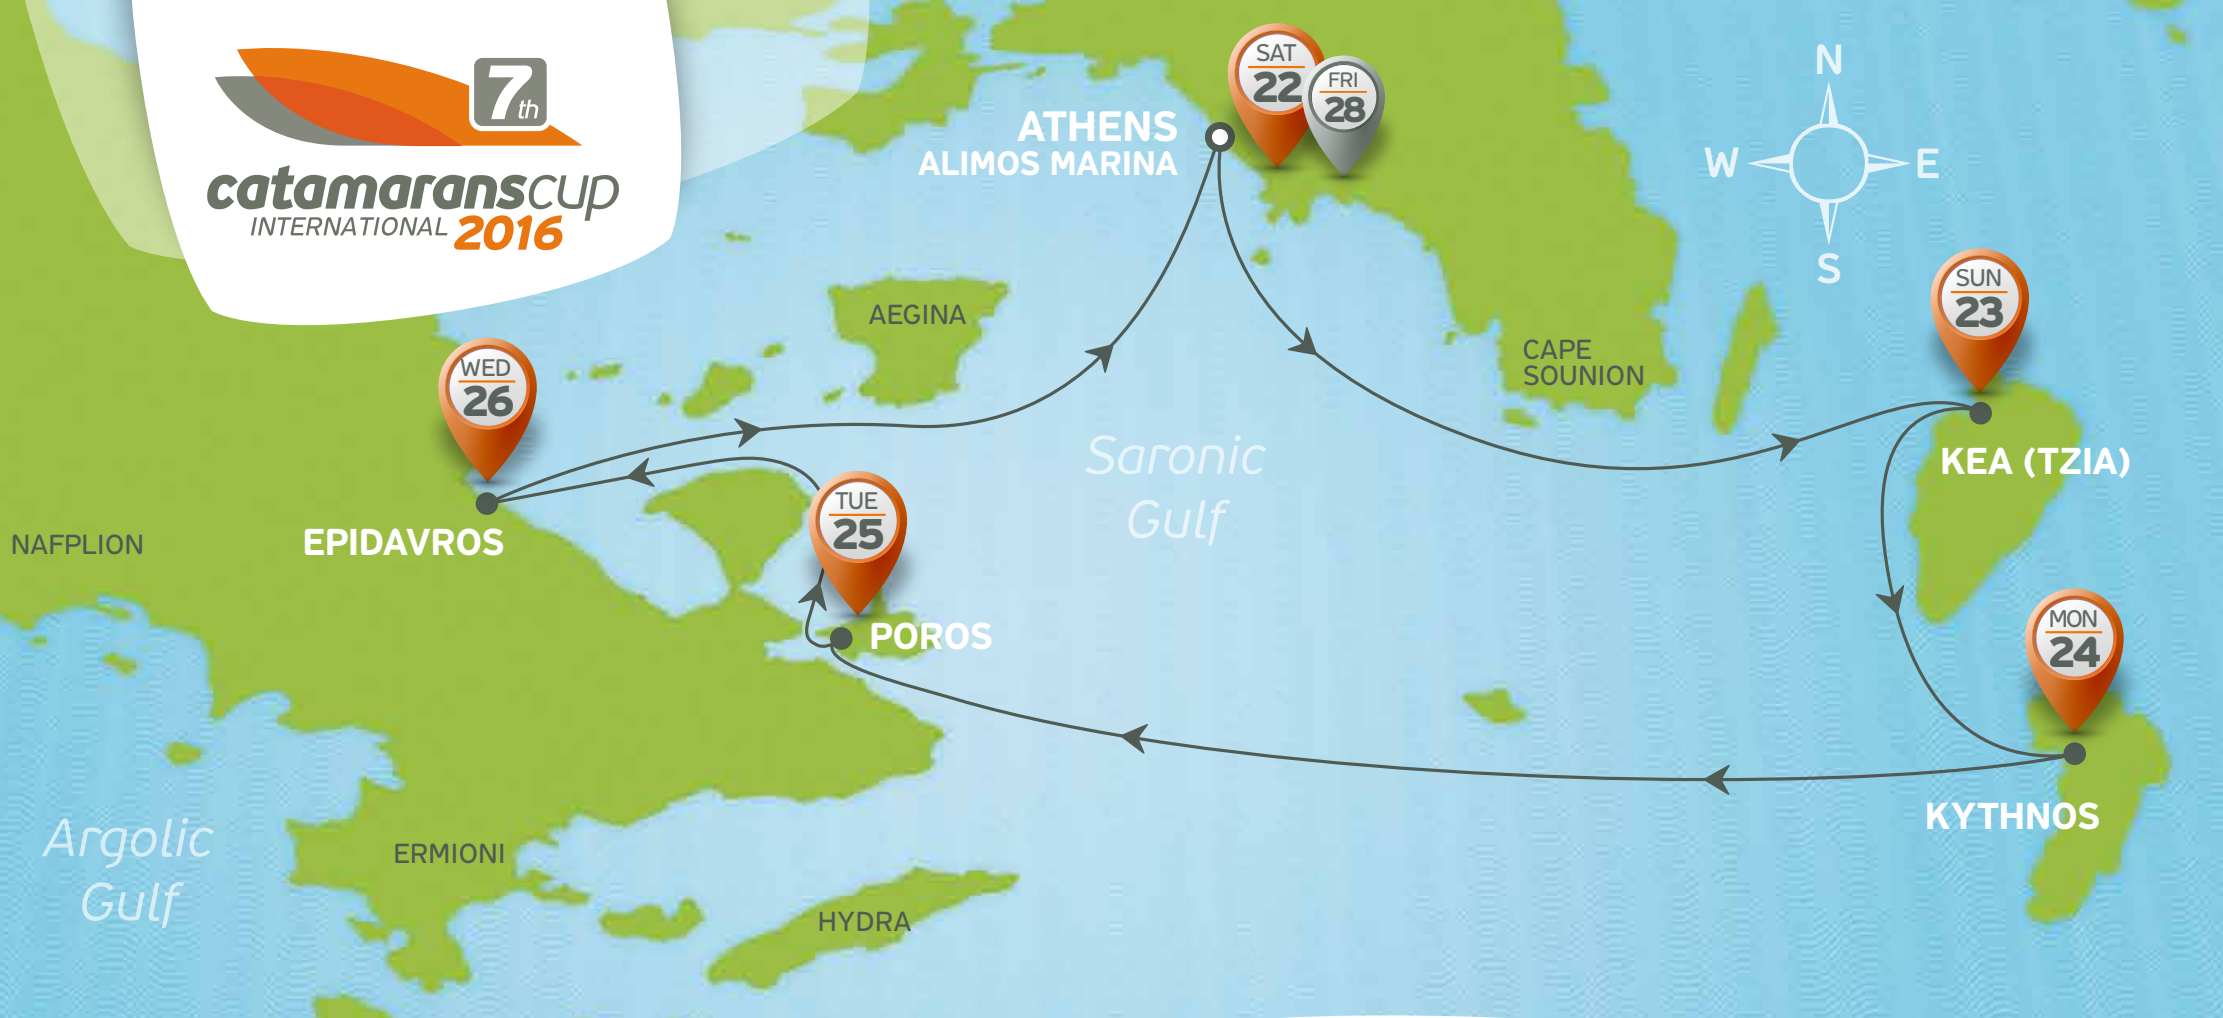 7th
catamaranscup
INTERNATIONAL 2016
SAT
22
FRI
28
ATHENS
ALIMOS MARINA
N
W
E
S
SUN
23
AEGINA
CAPE
SOUNION
WED
26
KEA (TZIA)
Saronic
Gulf
TUE
25
NAFPLION
EPIDAVROS
POROS
MON
24
KYTHNOS
Argolic
Gulf
ERMIONI
HYDRA